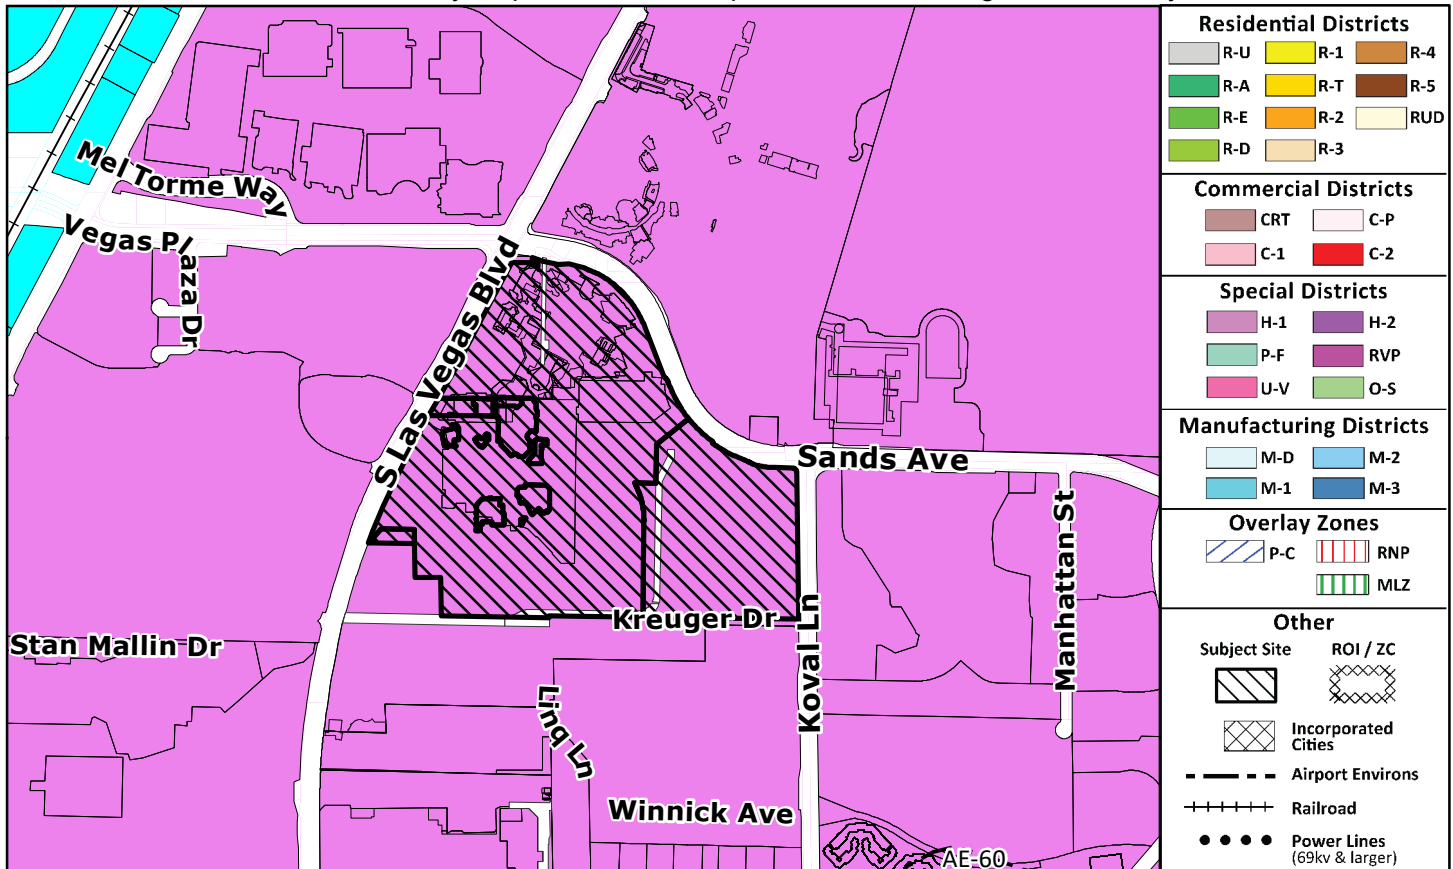 Mel Torme Way
Vegas Plaza Dr
S Las Vegas Blvd
Sands Ave
Manhattan St
Koval Ln
Kreuger Dr
Stan Mallin Dr
Linq Ln
Winnick Ave
AE-60
Residential Districts
R-U R-1 R-4
R-A R-T R-5
R-E R-2 RUD
R-D R-3
Commercial Districts
CRT C-P
C-1 C-2
Special Districts
H-1 H-2
P-F RVP
U-V O-S
Manufacturing Districts
M-D M-2
M-1 M-3
Overlay Zones
P-C RNP
MLZ
Other
Subject Site ROI / ZC
Incorporated
Cities
Airport Environs
Railroad
Power Lines
(69kv & larger)